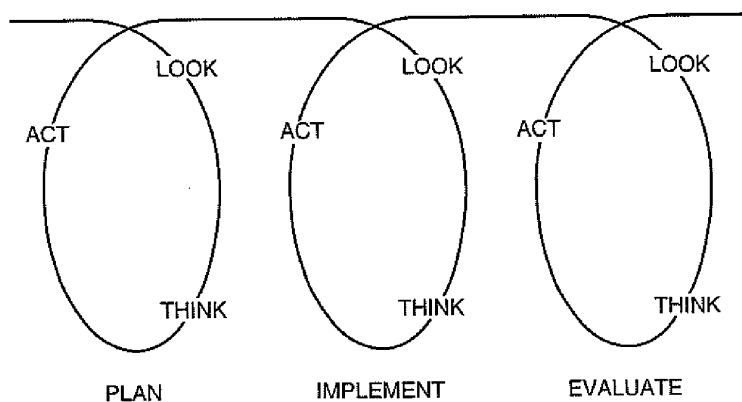 LOOK
ACT
THINK
PLAN
LOOK
ACT
THINK
IMPLEMENT
LOOK
ACT
THINK
EVALUATE